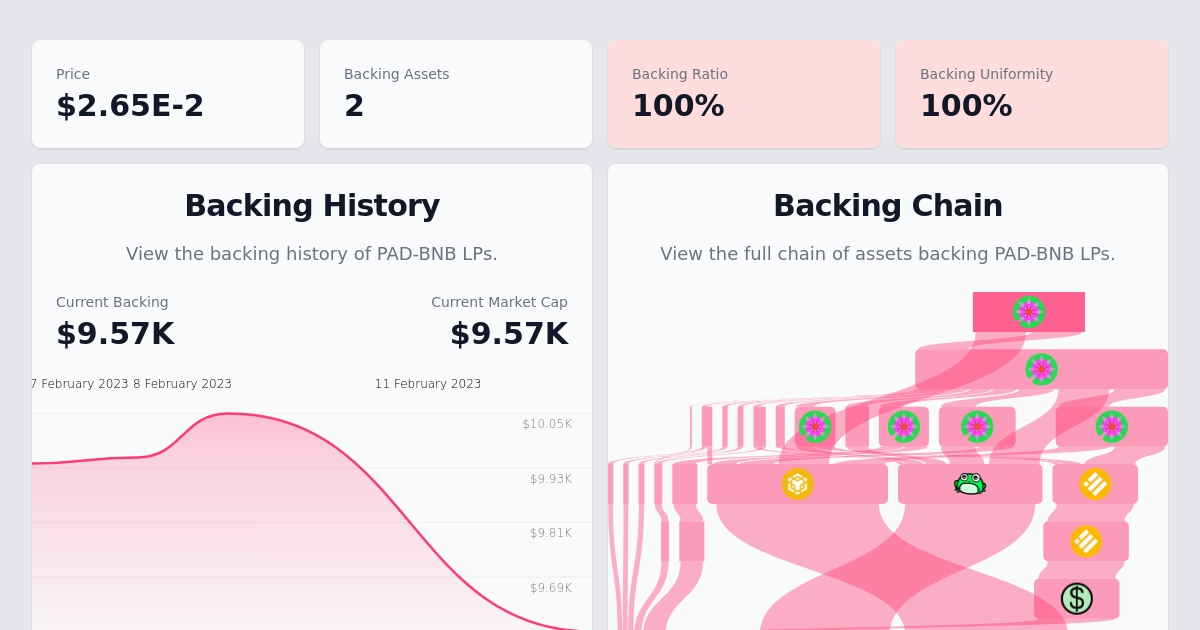 Price
$2.65E-2
Backing Assets
2
Backing Ratio
100%
Backing Uniformity
100%
Backing History
View the backing history of PAD-BNB LPs.
Current Backing
$9.57K
Current Market Cap
$9.57K
7 February 2023 8 February 2023 11 February 2023
$10.05K
$9.93K
$9.81K
$9.69K
Backing Chain
View the full chain of assets backing PAD-BNB LPs.
$